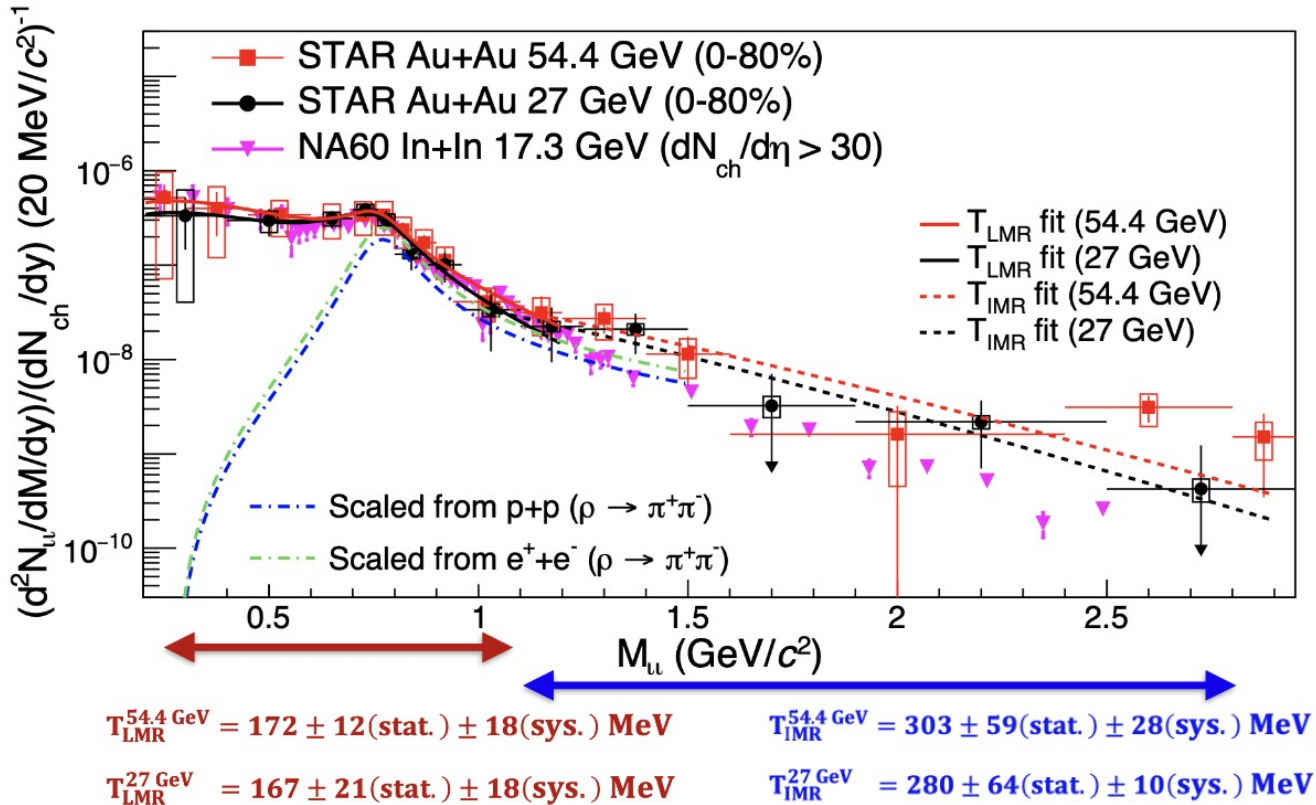 (d²Nₗₗ/dM/dy)/(dN_ch/dy) (20 MeV/c²)⁻¹
STAR Au+Au 54.4 GeV (0-80%)
STAR Au+Au 27 GeV (0-80%)
NA60 In+In 17.3 GeV (dN_ch/dη > 30)
10⁻⁶
10⁻⁸
10⁻¹⁰
T_LMR fit (54.4 GeV)
T_LMR fit (27 GeV)
T_IMR fit (54.4 GeV)
T_IMR fit (27 GeV)
Scaled from p+p (ρ → π⁺π⁻)
Scaled from e⁺+e⁻ (ρ → π⁺π⁻)
0.5 1 1.5 2 2.5
Mₗₗ (GeV/c²)
T_LMR^54.4 GeV = 172 ± 12(stat.) ± 18(sys.) MeV
T_LMR^27 GeV = 167 ± 21(stat.) ± 18(sys.) MeV
T_IMR^54.4 GeV = 303 ± 59(stat.) ± 28(sys.) MeV
T_IMR^27 GeV = 280 ± 64(stat.) ± 10(sys.) MeV